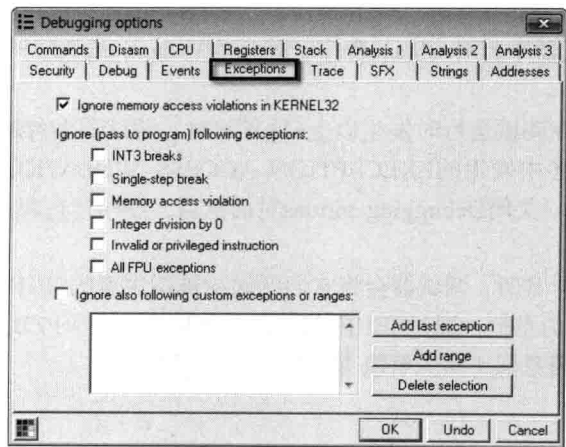 Debugging options
Commands Disasm CPU Registers Stack Analysis 1 Analysis 2 Analysis 3
Security Debug Events Exceptions Trace SFX Strings Addresses
Ignore memory access violations in KERNEL32
Ignore (pass to program) following exceptions:
INT3 breaks
Single-step break
Memory access violation
Integer division by 0
Invalid or privileged instruction
All FPU exceptions
Ignore also following custom exceptions or ranges:
Add last exception
Add range
Delete selection
OK Undo Cancel